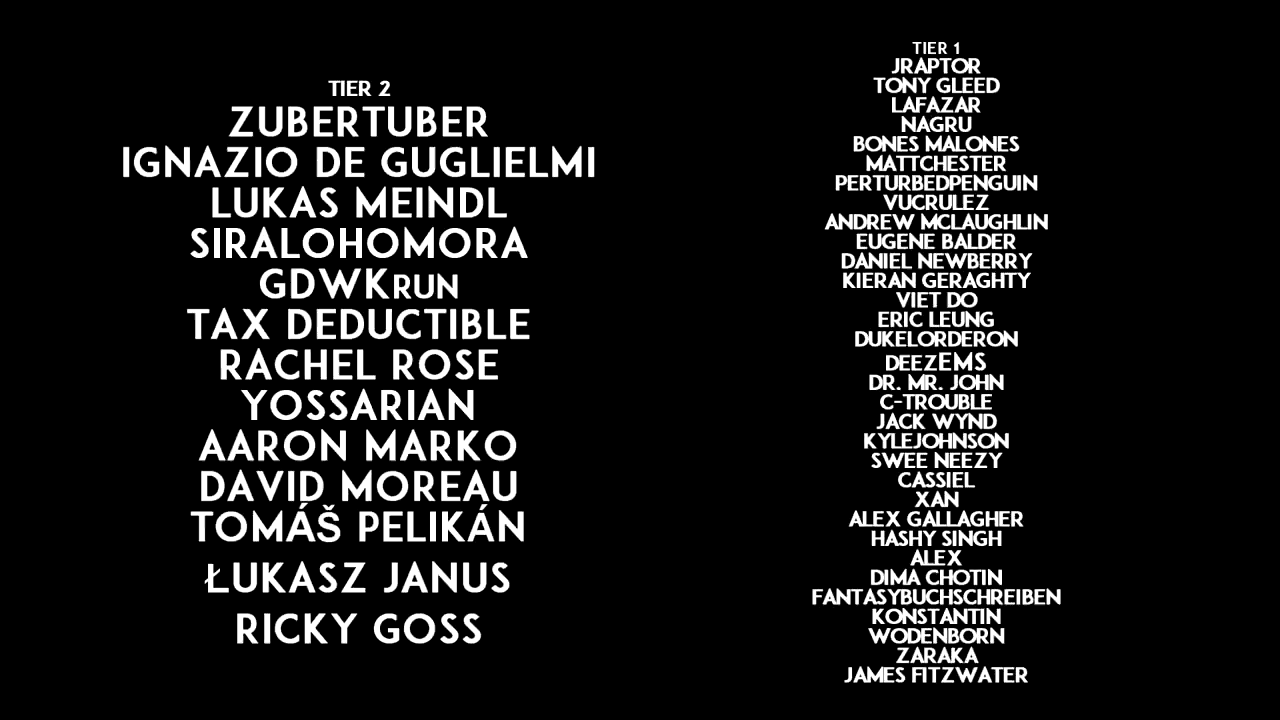 TIER 2
ZUBERTUBER
IGNAZIO DE GUGLIELMI
LUKAS MEINDL
SIRALOHOMORA
GDWKRUN
TAX DEDUCTIBLE
RACHEL ROSE
YOSSARIAN
AARON MARKO
DAVID MOREAU
TOMÁŠ PELIKÁN
ŁUKASZ JANUS
RICKY GOSS
TIER 1
JRAPTOR
TONY GLEED
LAFAZAR
NAGRU
BONES MALONES
MATTCHESTER
PERTURBEDPENGUIN
VUCRULEZ
ANDREW MCLAUGHLIN
EUGENE BALDER
DANIEL NEWBERRY
KIERAN GERAGHTY
VIET DO
ERIC LEUNG
DUKELORDERON
DEEZEMS
DR. MR. JOHN
C-TROUBLE
JACK WYND
KYLEJOHNSON
SWEE NEEZY
CASSIEL
XAN
ALEX GALLAGHER
HASHY SINGH
ALEX
DIMA CHOTIN
FANTASYBUCHSCHREIBEN
KONSTANTIN
WODENBORN
ZARAKA
JAMES FITZWATER